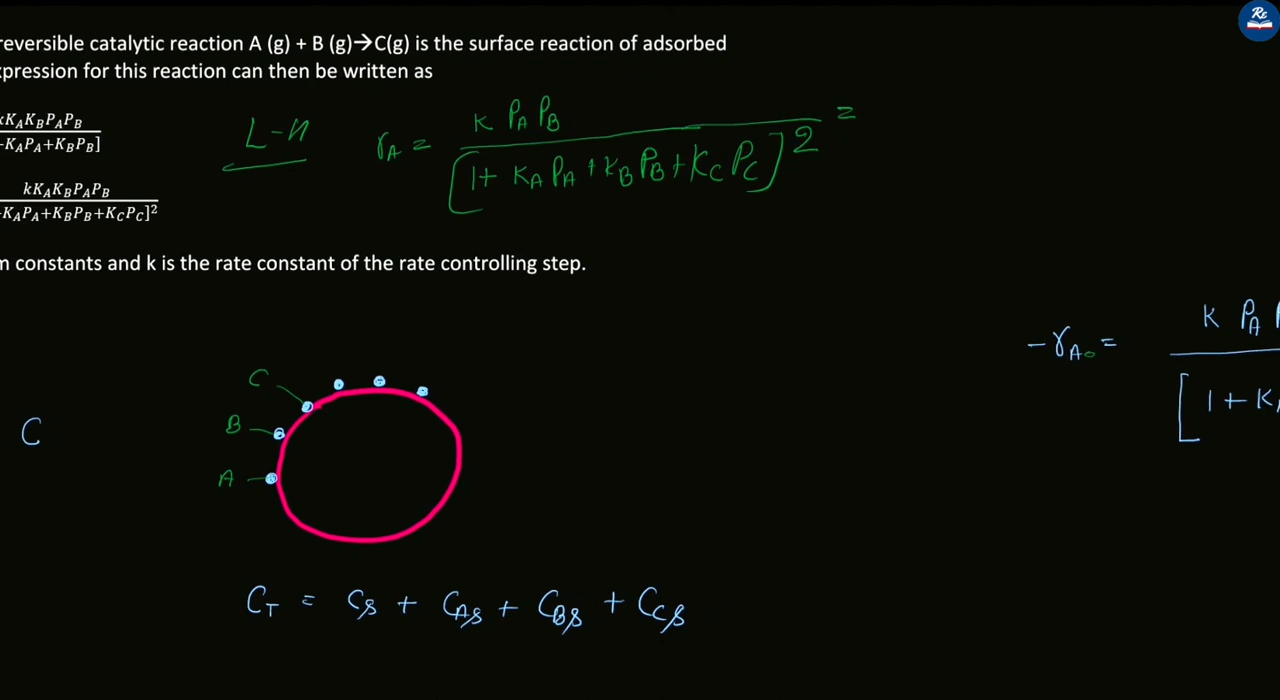 reversible catalytic reaction A (g) + B (g)→C(g) is the surface reaction of adsorbed
pression for this reaction can then be written as
kK_AK_BP_AP_B / K_AP_A+K_BP_B]
L-H r_A = K P_A P_B / [1 + K_A P_A + K_B P_B + K_C P_C]^2 =
kK_AK_BP_AP_B / K_AP_A+K_BP_B+K_CP_C]^2
m constants and k is the rate constant of the rate controlling step.
-r_A0 = K P_A / [1 + K
C
B
A
C
C_T = C_S + C_AS + C_BS + C_CS